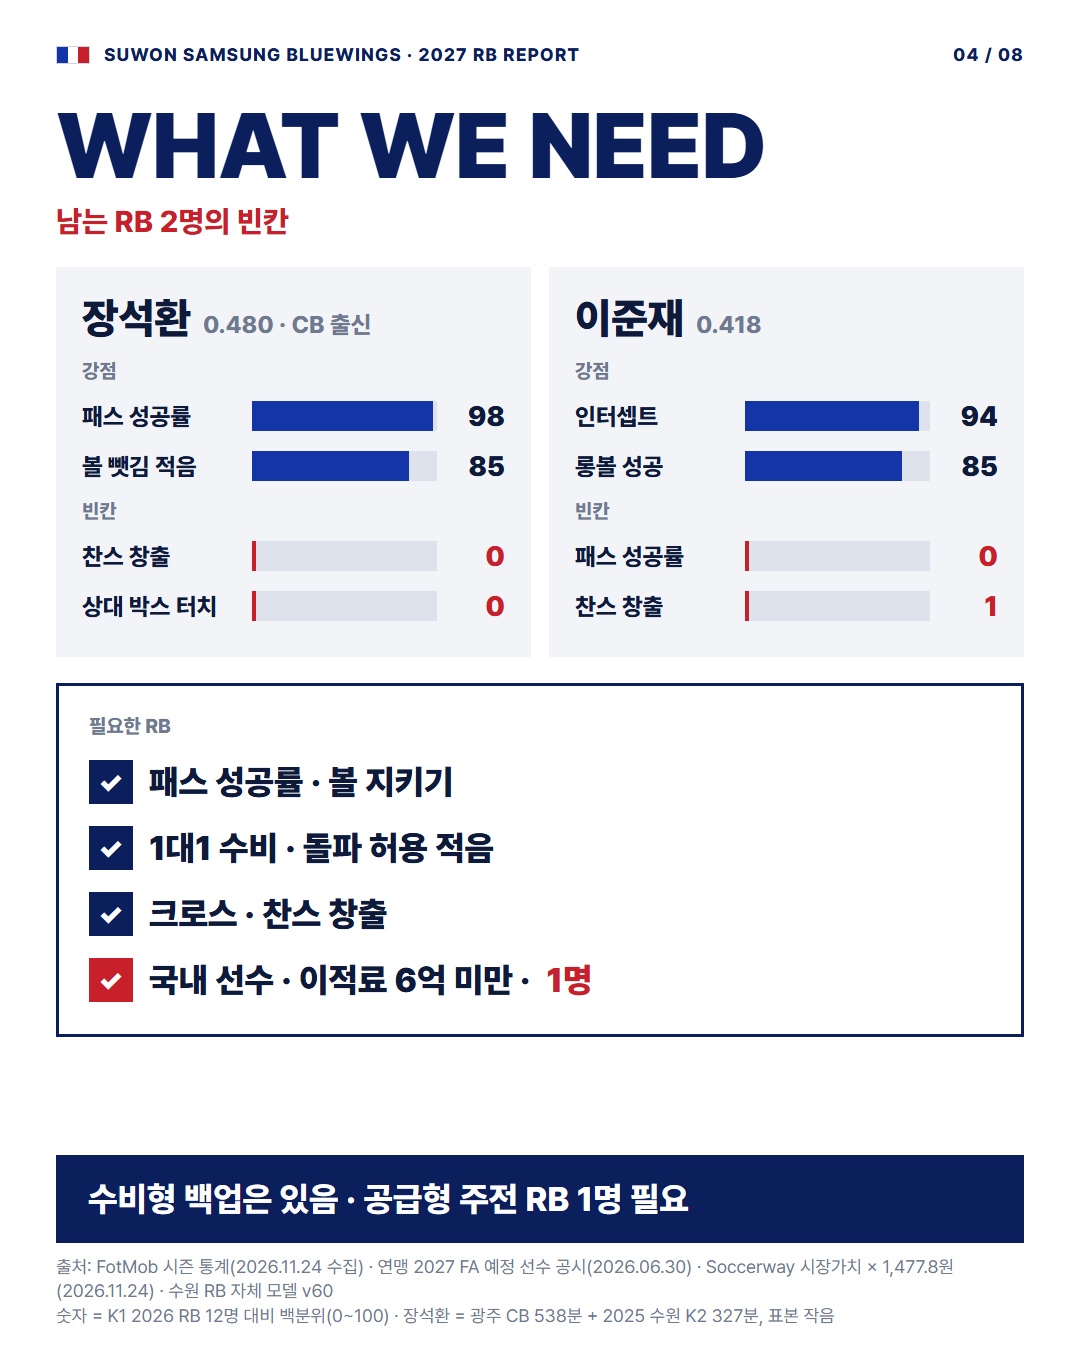 SUWON SAMSUNG BLUEWINGS · 2027 RB REPORT
04 / 08
WHAT WE NEED
남는 RB 2명의 빈칸
장석환 0.480 · CB 출신
강점
패스 성공률 98
볼 뺏김 적음 85
빈칸
찬스 창출 0
상대 박스 터치 0
이준재 0.418
강점
인터셉트 94
롱볼 성공 85
빈칸
패스 성공률 0
찬스 창출 1
필요한 RB
패스 성공률 · 볼 지키기
1대1 수비 · 돌파 허용 적음
크로스 · 찬스 창출
국내 선수 · 이적료 6억 미만 · 1명
수비형 백업은 있음 · 공급형 주전 RB 1명 필요
출처: FotMob 시즌 통계(2026.11.24 수집) · 연맹 2027 FA 예정 선수 공시(2026.06.30) · Soccerway 시장가치 × 1,477.8원
(2026.11.24) · 수원 RB 자체 모델 v60
숫자 = K1 2026 RB 12명 대비 백분위(0~100) · 장석환 = 광주 CB 538분 + 2025 수원 K2 327분, 표본 작음